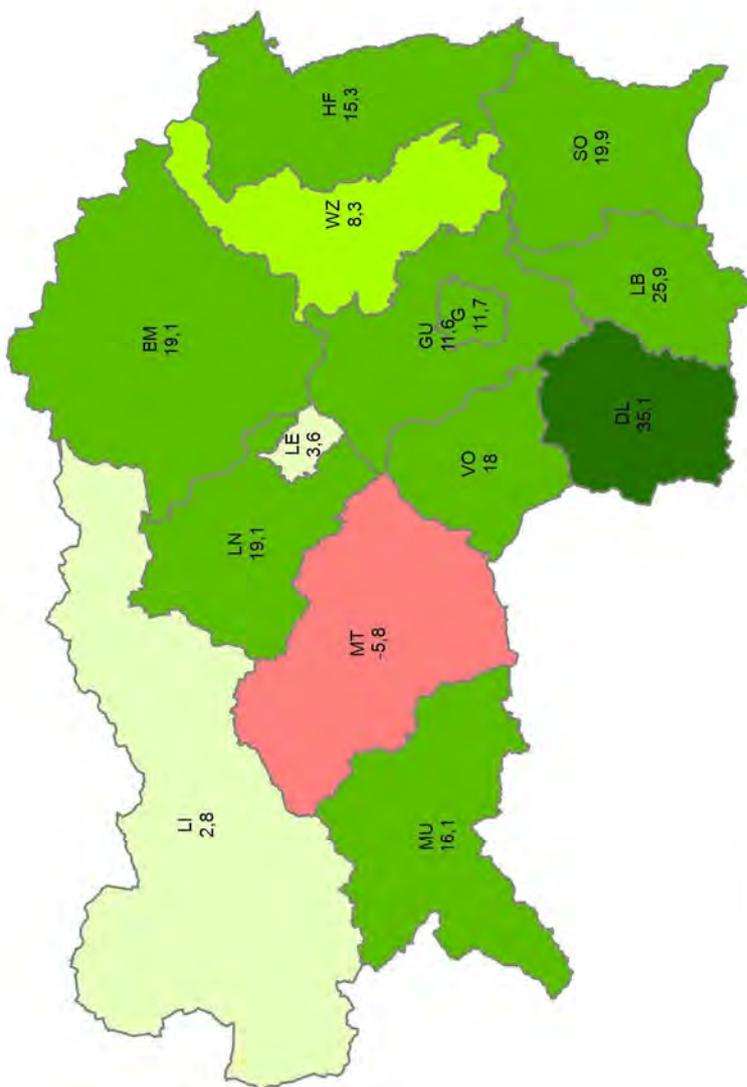 BM
19,1
LI
2,8
LN
19,1
LE
3,6
WZ
8,3
HF
15,3
MT
-5,8
MU
16,1
GU
11,6
G
11,7
VO
18
SO
19,9
DL
35,1
LB
25,9